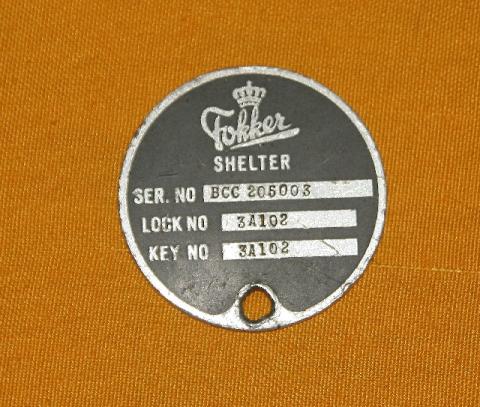 Fokker
SHELTER
SER. NO BCC 205003
LOCK NO 3A102
KEY NO 3A102